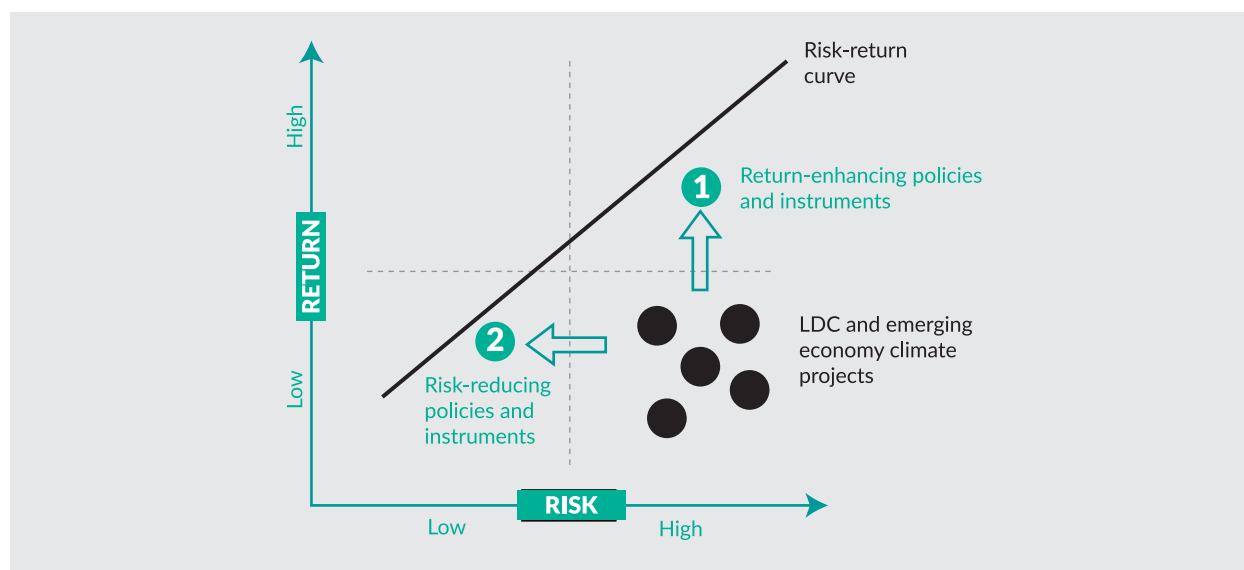 Risk-return
curve
High
1
Return-enhancing policies
and instruments
RETURN
2
LDC and emerging
economy climate
projects
Low
Risk-reducing
policies and
instruments
RISK
Low
High